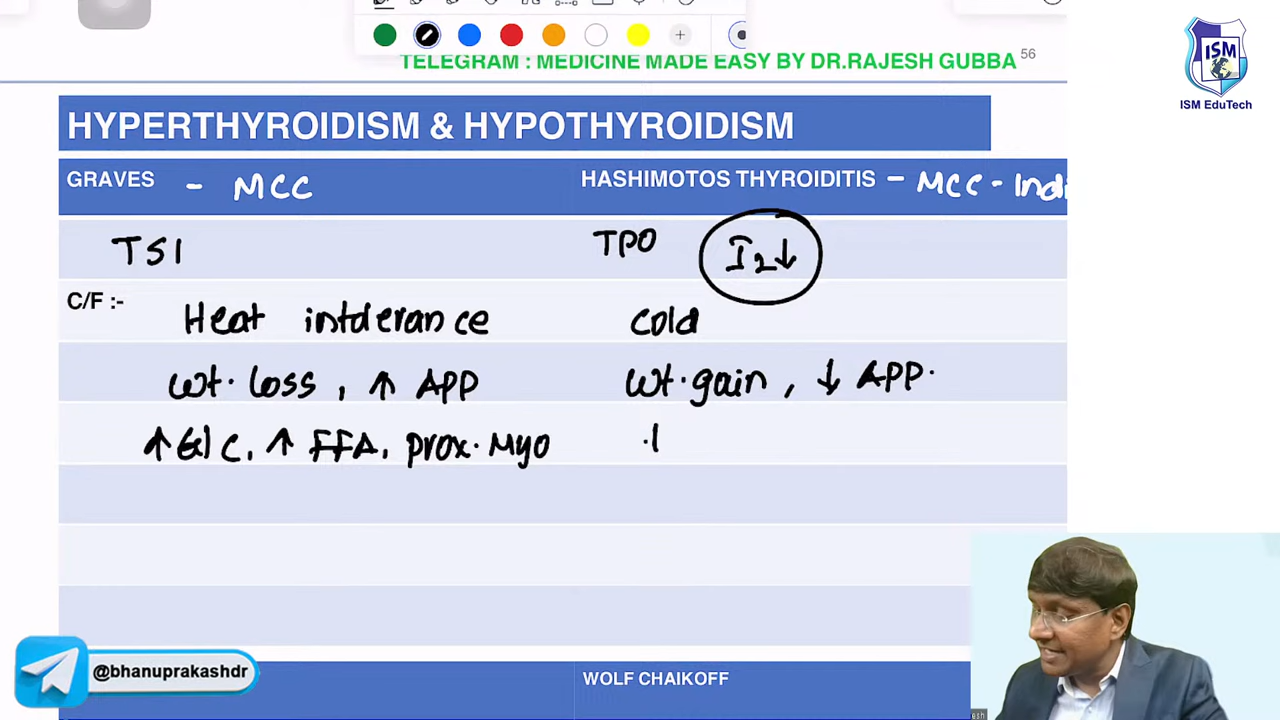 TELEGRAM : MEDICINE MADE EASY BY DR.RAJESH GUBBA 56
ISM
ISM EduTech
HYPERTHYROIDISM & HYPOTHYROIDISM
GRAVES - MCC
HASHIMOTOS THYROIDITIS - MCC - Indi
TSI
TPO I2↓
C/F :-
Heat intolerance
cold
wt. loss, ↑ APP
wt. gain, ↓ APP.
↑ Glc, ↑ FFA, prox. Myo
@bhanuprakashdr
WOLF CHAIKOFF